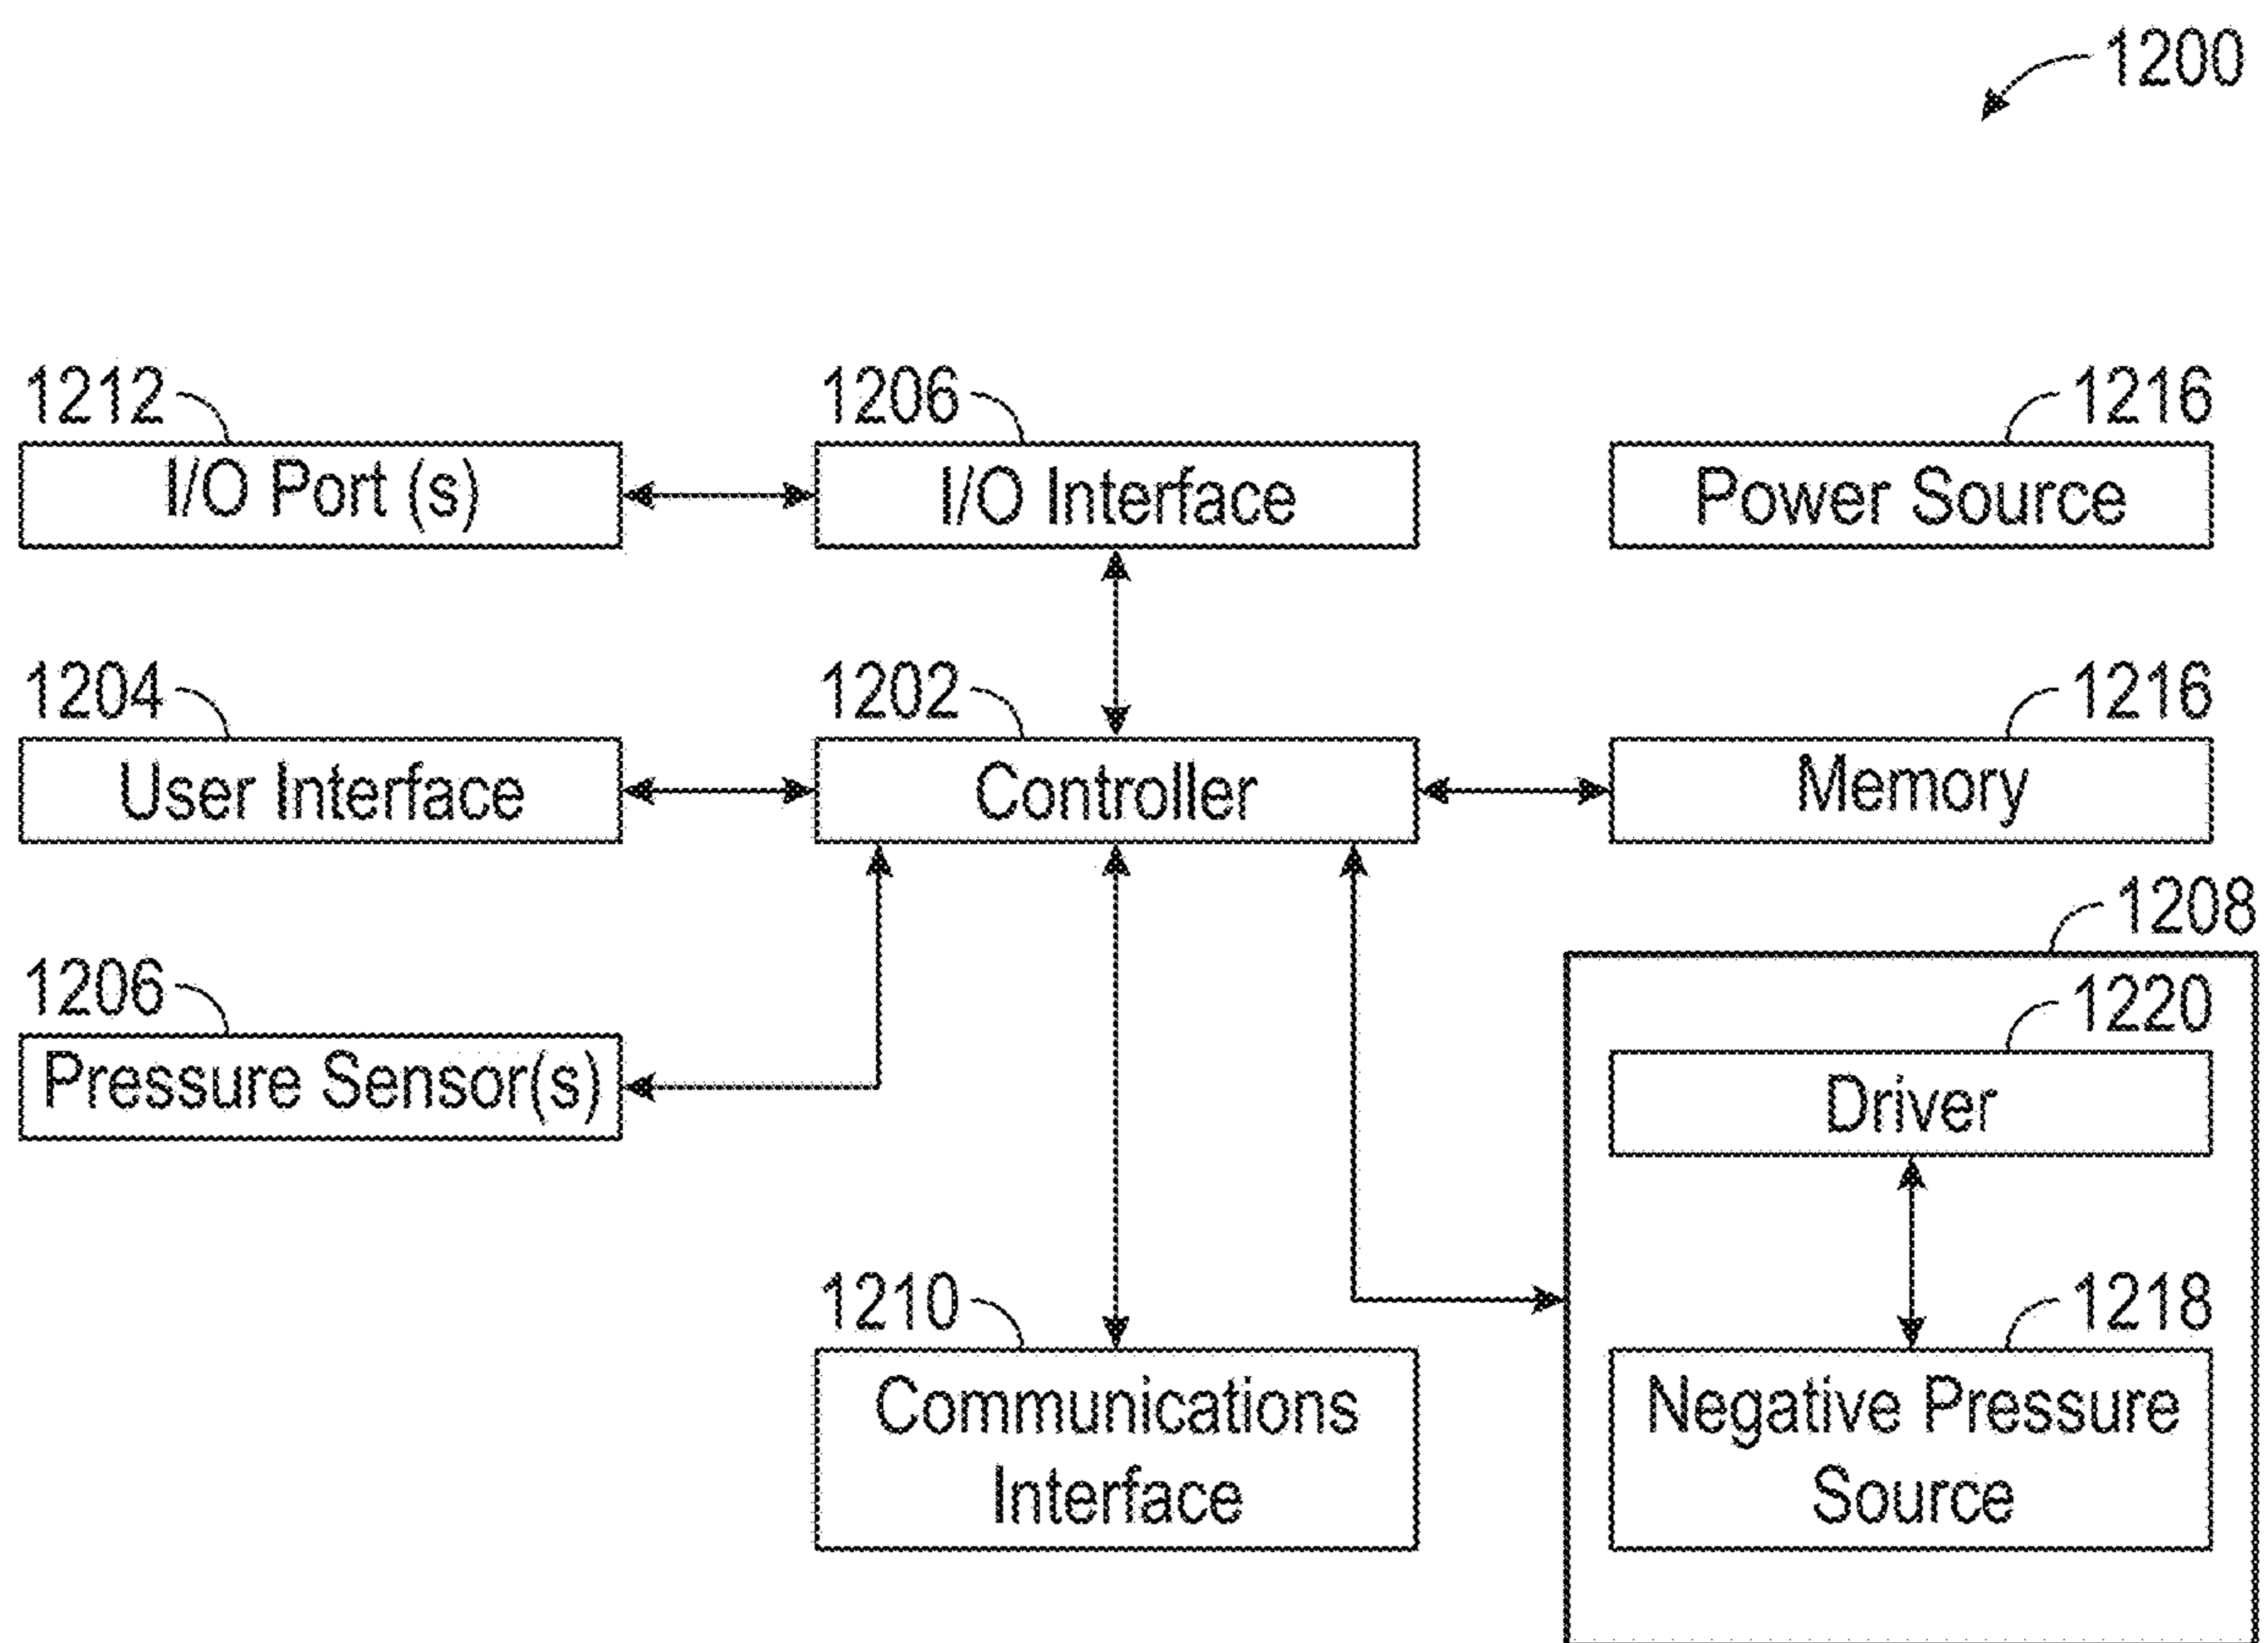 1200
1212
I/O Port (s)
1206
I/O Interface
1216
Power Source
1204
User Interface
1202
Controller
1216
Memory
1206
Pressure Sensor(s)
1208
1220
Driver
1210
Communications
Interface
1218
Negative Pressure
Source